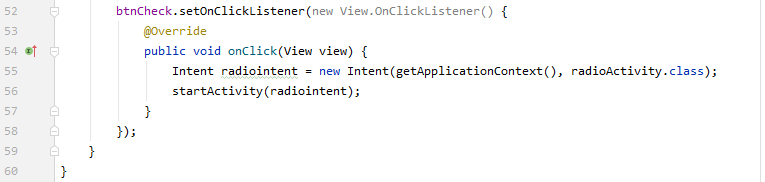 52 btnCheck.setOnClickListener(new View.OnClickListener() {
53 @Override
54 public void onClick(View view) {
55 Intent radiointent = new Intent(getApplicationContext(), radioActivity.class);
56 startActivity(radiointent);
57 }
58 });
59 }
60 }